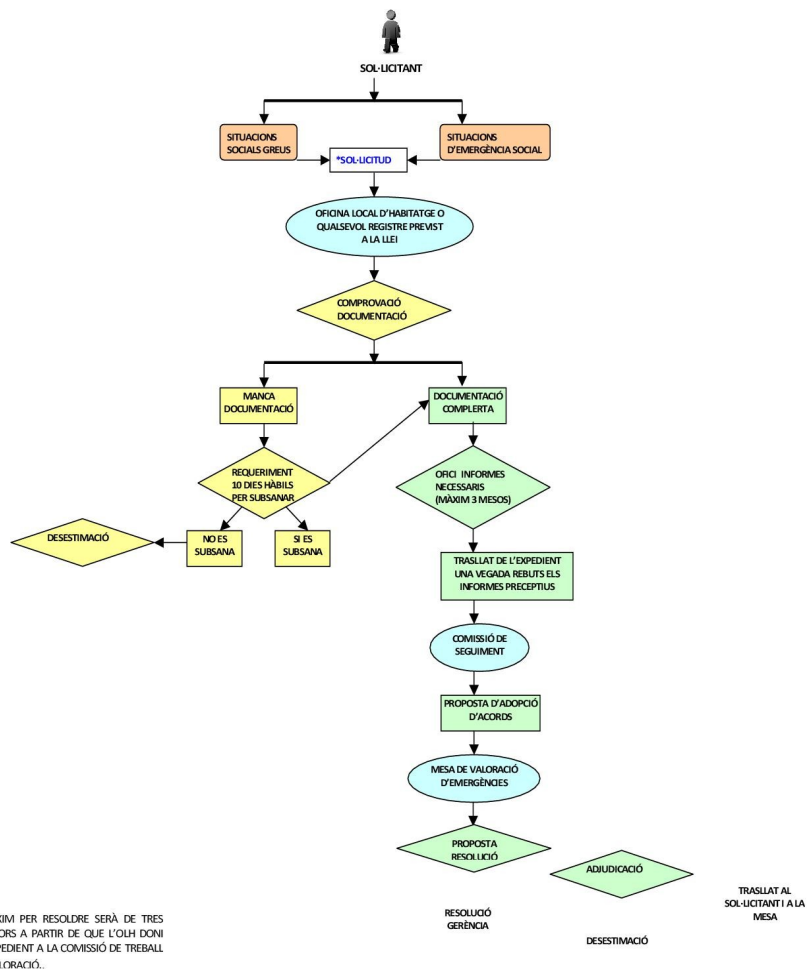 SOL·LICITANT
SITUACIONS
SOCIALS GREUS
SITUACIONS
D'EMERGÈNCIA SOCIAL
*SOL·LICITUD
OFICINA LOCAL D'HABITATGE O
QUALSEVOL REGISTRE PREVIST
A LA LLEI
COMPROVACIÓ
DOCUMENTACIÓ
MANCA
DOCUMENTACIÓ
DOCUMENTACIÓ
COMPLERTA
REQUERIMENT
10 DIES HÀBILS
PER SUBSANAR
OFICI INFORMES
NECESSARIS
(MÀXIM 3 MESOS)
DESESTIMACIÓ
NO ES
SUBSANA
SI ES
SUBSANA
TRASLLAT DE L'EXPEDIENT
UNA VEGADA REBUTS ELS
INFORMES PRECEPTIUS
COMISSIÓ DE
SEGUIMENT
PROPOSTA D'ADOPCIÓ
D'ACORDS
MESA DE VALORACIÓ
D'EMERGÈNCIES
PROPOSTA
RESOLUCIÓ
ADJUDICACIÓ
TRASLLAT AL
SOL·LICITANT I A LA
MESA
RESOLUCIÓ
GERÈNCIA
DESESTIMACIÓ
XIM PER RESOLDRE SERÀ DE TRES
ORS A PARTIR DE QUE L'OLH DONI
PEDIENT A LA COMISSIÓ DE TREBALL
LORACIÓ..